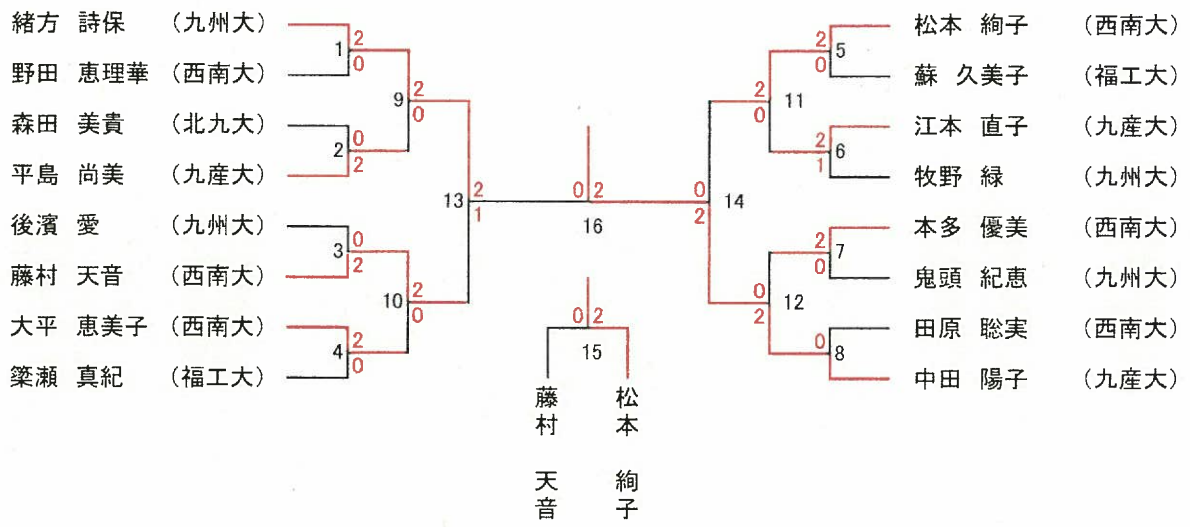 緒方 詩保 (九州大)
野田 恵理華 (西南大)
森田 美貴 (北九大)
平島 尚美 (九産大)
後濱 愛 (九州大)
藤村 天音 (西南大)
大平 恵美子 (西南大)
簗瀬 真紀 (福工大)
1
2 0
2
0 2
3
0 2
4
2 0
9
2 0
10
2 0
13
2 1
0 2
16
0 2
15
藤村 天音
松本 絢子
0 2
14
2 0
11
0 2
12
2 0
5
2 1
6
2 0
7
0
8
松本 絢子 (西南大)
蘇 久美子 (福工大)
江本 直子 (九産大)
牧野 緑 (九州大)
本多 優美 (西南大)
鬼頭 紀恵 (九州大)
田原 聡実 (西南大)
中田 陽子 (九産大)